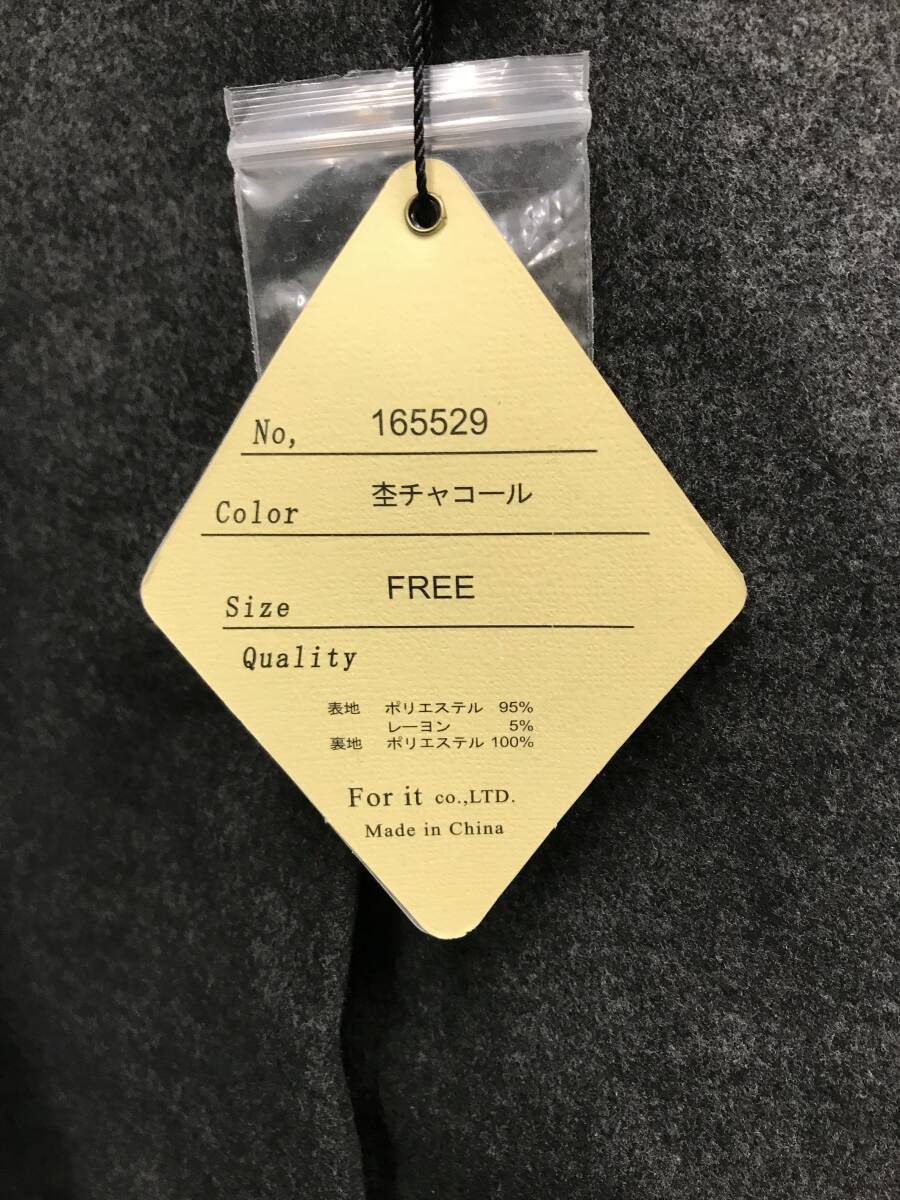 No, 165529
Color 杢チャコール
Size FREE
Quality
表地 ポリエステル 95%
レーヨン 5%
裏地 ポリエステル 100%
For it co.,LTD.
Made in China